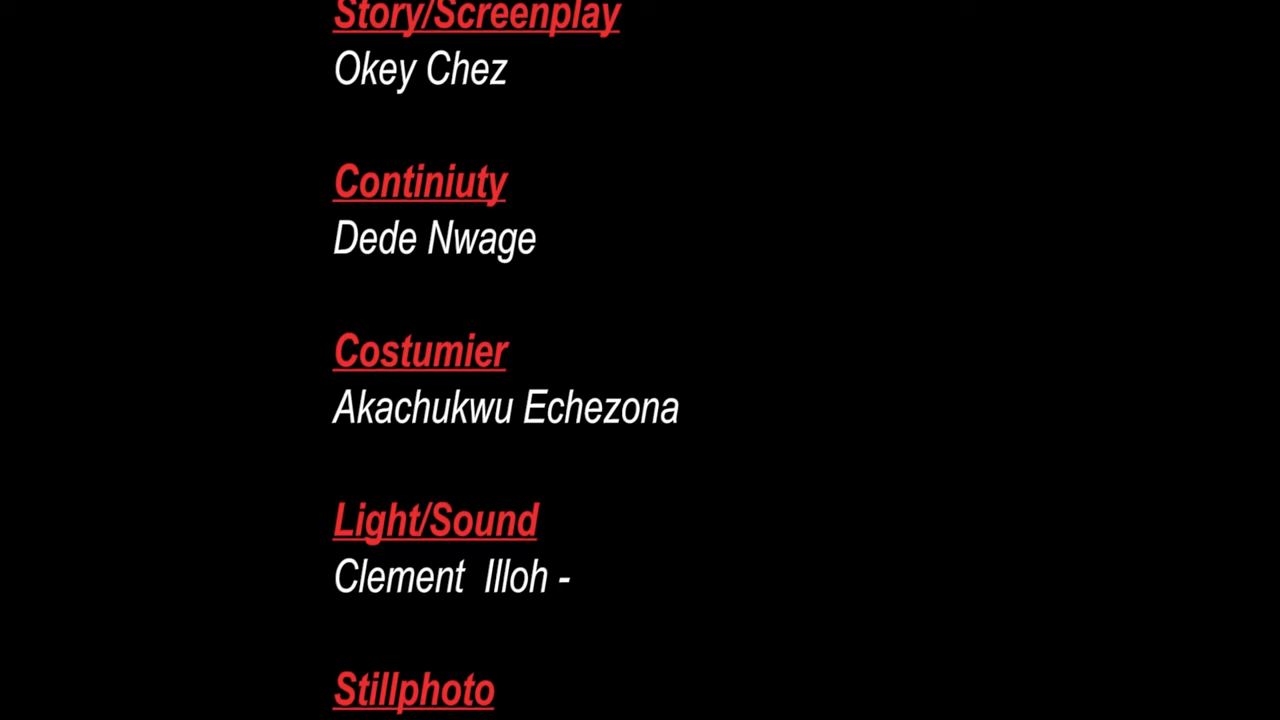 Story/Screenplay
Okey Chez
Continiuty
Dede Nwage
Costumier
Akachukwu Echezona
Light/Sound
Clement Illoh -
Stillphoto